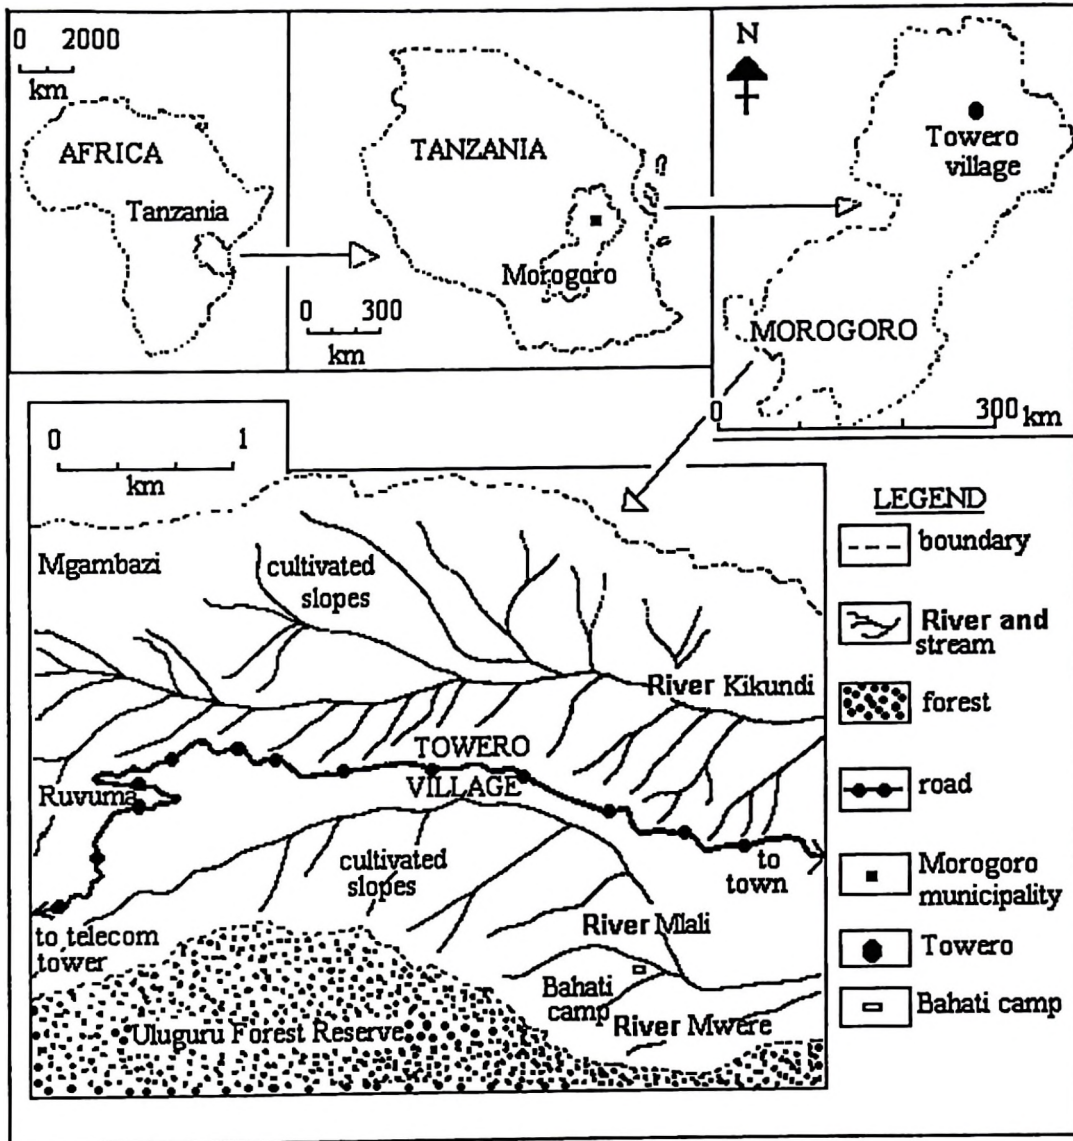 0 2000
km
AFRICA
Tanzania
TANZANIA
Morogoro
0 300
km
N
Towero
village
MOROGORO
0 300 km
0 1
km
Mgambazi
cultivated
slopes
River Kikundi
TOWERO
VILLAGE
Ruvuma
cultivated
slopes
to
town
to telecom
tower
River Mlali
Bahati
camp
River Mwere
Uluguru Forest Reserve
LEGEND
boundary
River and
stream
forest
road
Morogoro
municipality
Towero
Bahati camp